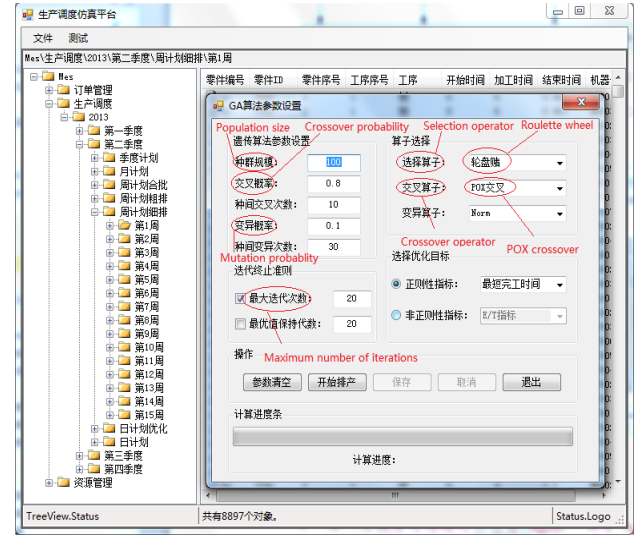 生产调度仿真平台
文件 测试
Mes\生产调度\2013\第二季度\周计划细排\第1周
Mes
订单管理
生产调度
2013
第一季度
第二季度
季度计划
月计划
周计划合批
周计划粗排
周计划细排
第1周
第2周
第3周
第4周
第5周
第6周
第7周
第8周
第9周
第10周
第11周
第12周
第13周
第14周
第15周
日计划优化
日计划
第三季度
第四季度
资源管理
零件编号 零件ID 零件序号 工序序号 工序 开始时间 加工时间 结束时间 机器
GA算法参数设置
Population size Crossover probability Selection operator Roulette wheel
遗传算法参数设置 算子选择
种群规模: 100 选择算子: 轮盘赌
交叉概率: 0.8 交叉算子: POX交叉
种间交叉次数: 10 变异算子: Norm
变异概率: 0.1
Crossover operator POX crossover
种间变异次数: 30 选择优化目标
Mutation probablity
迭代终止准则
正则性指标: 最短完工时间
最大迭代次数: 20
非正则性指标: E/T指标
最优值保持代数: 20
操作 Maximum number of iterations
参数清空 开始排产 保存 取消 退出
计算进度条
计算进度:
TreeView.Status 共有8897个对象。 Status.Logo